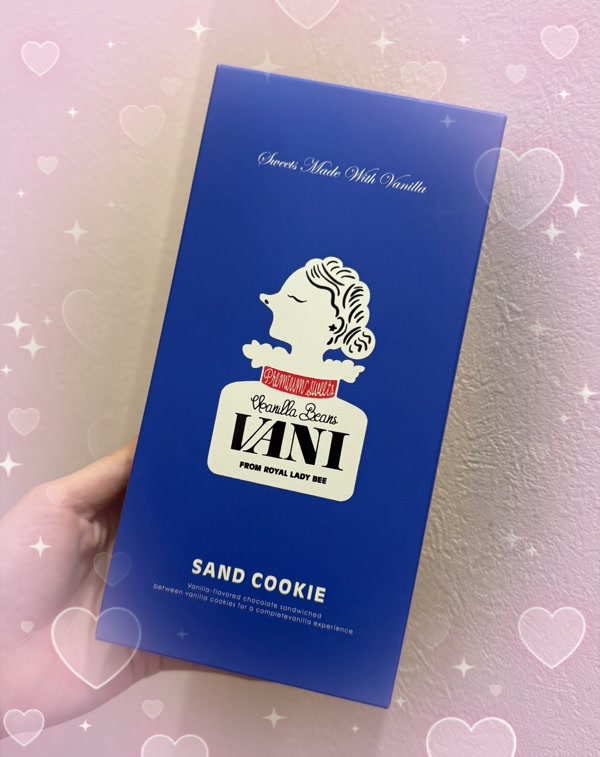 Sweets Made With Vanilla
Premium sweets
Vanilla Beans
VANI
FROM ROYAL LADY BEE
SAND COOKIE
Vanilla-flavored chocolate sandwiched
between vanilla cookies for a completevanilla experience